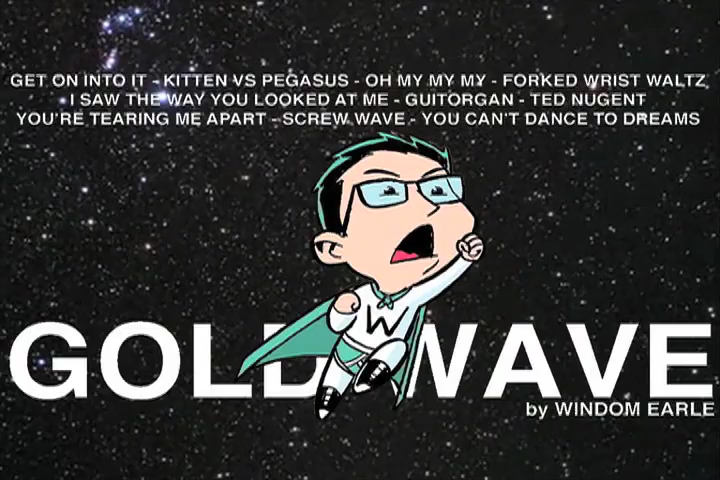 GET ON INTO IT - KITTEN VS PEGASUS - OH MY MY MY - FORKED WRIST WALTZ
I SAW THE WAY YOU LOOKED AT ME - GUITORGAN - TED NUGENT
YOU'RE TEARING ME APART - SCREW WAVE - YOU CAN'T DANCE TO DREAMS
W
GOLD WAVE
by WINDOM EARLE